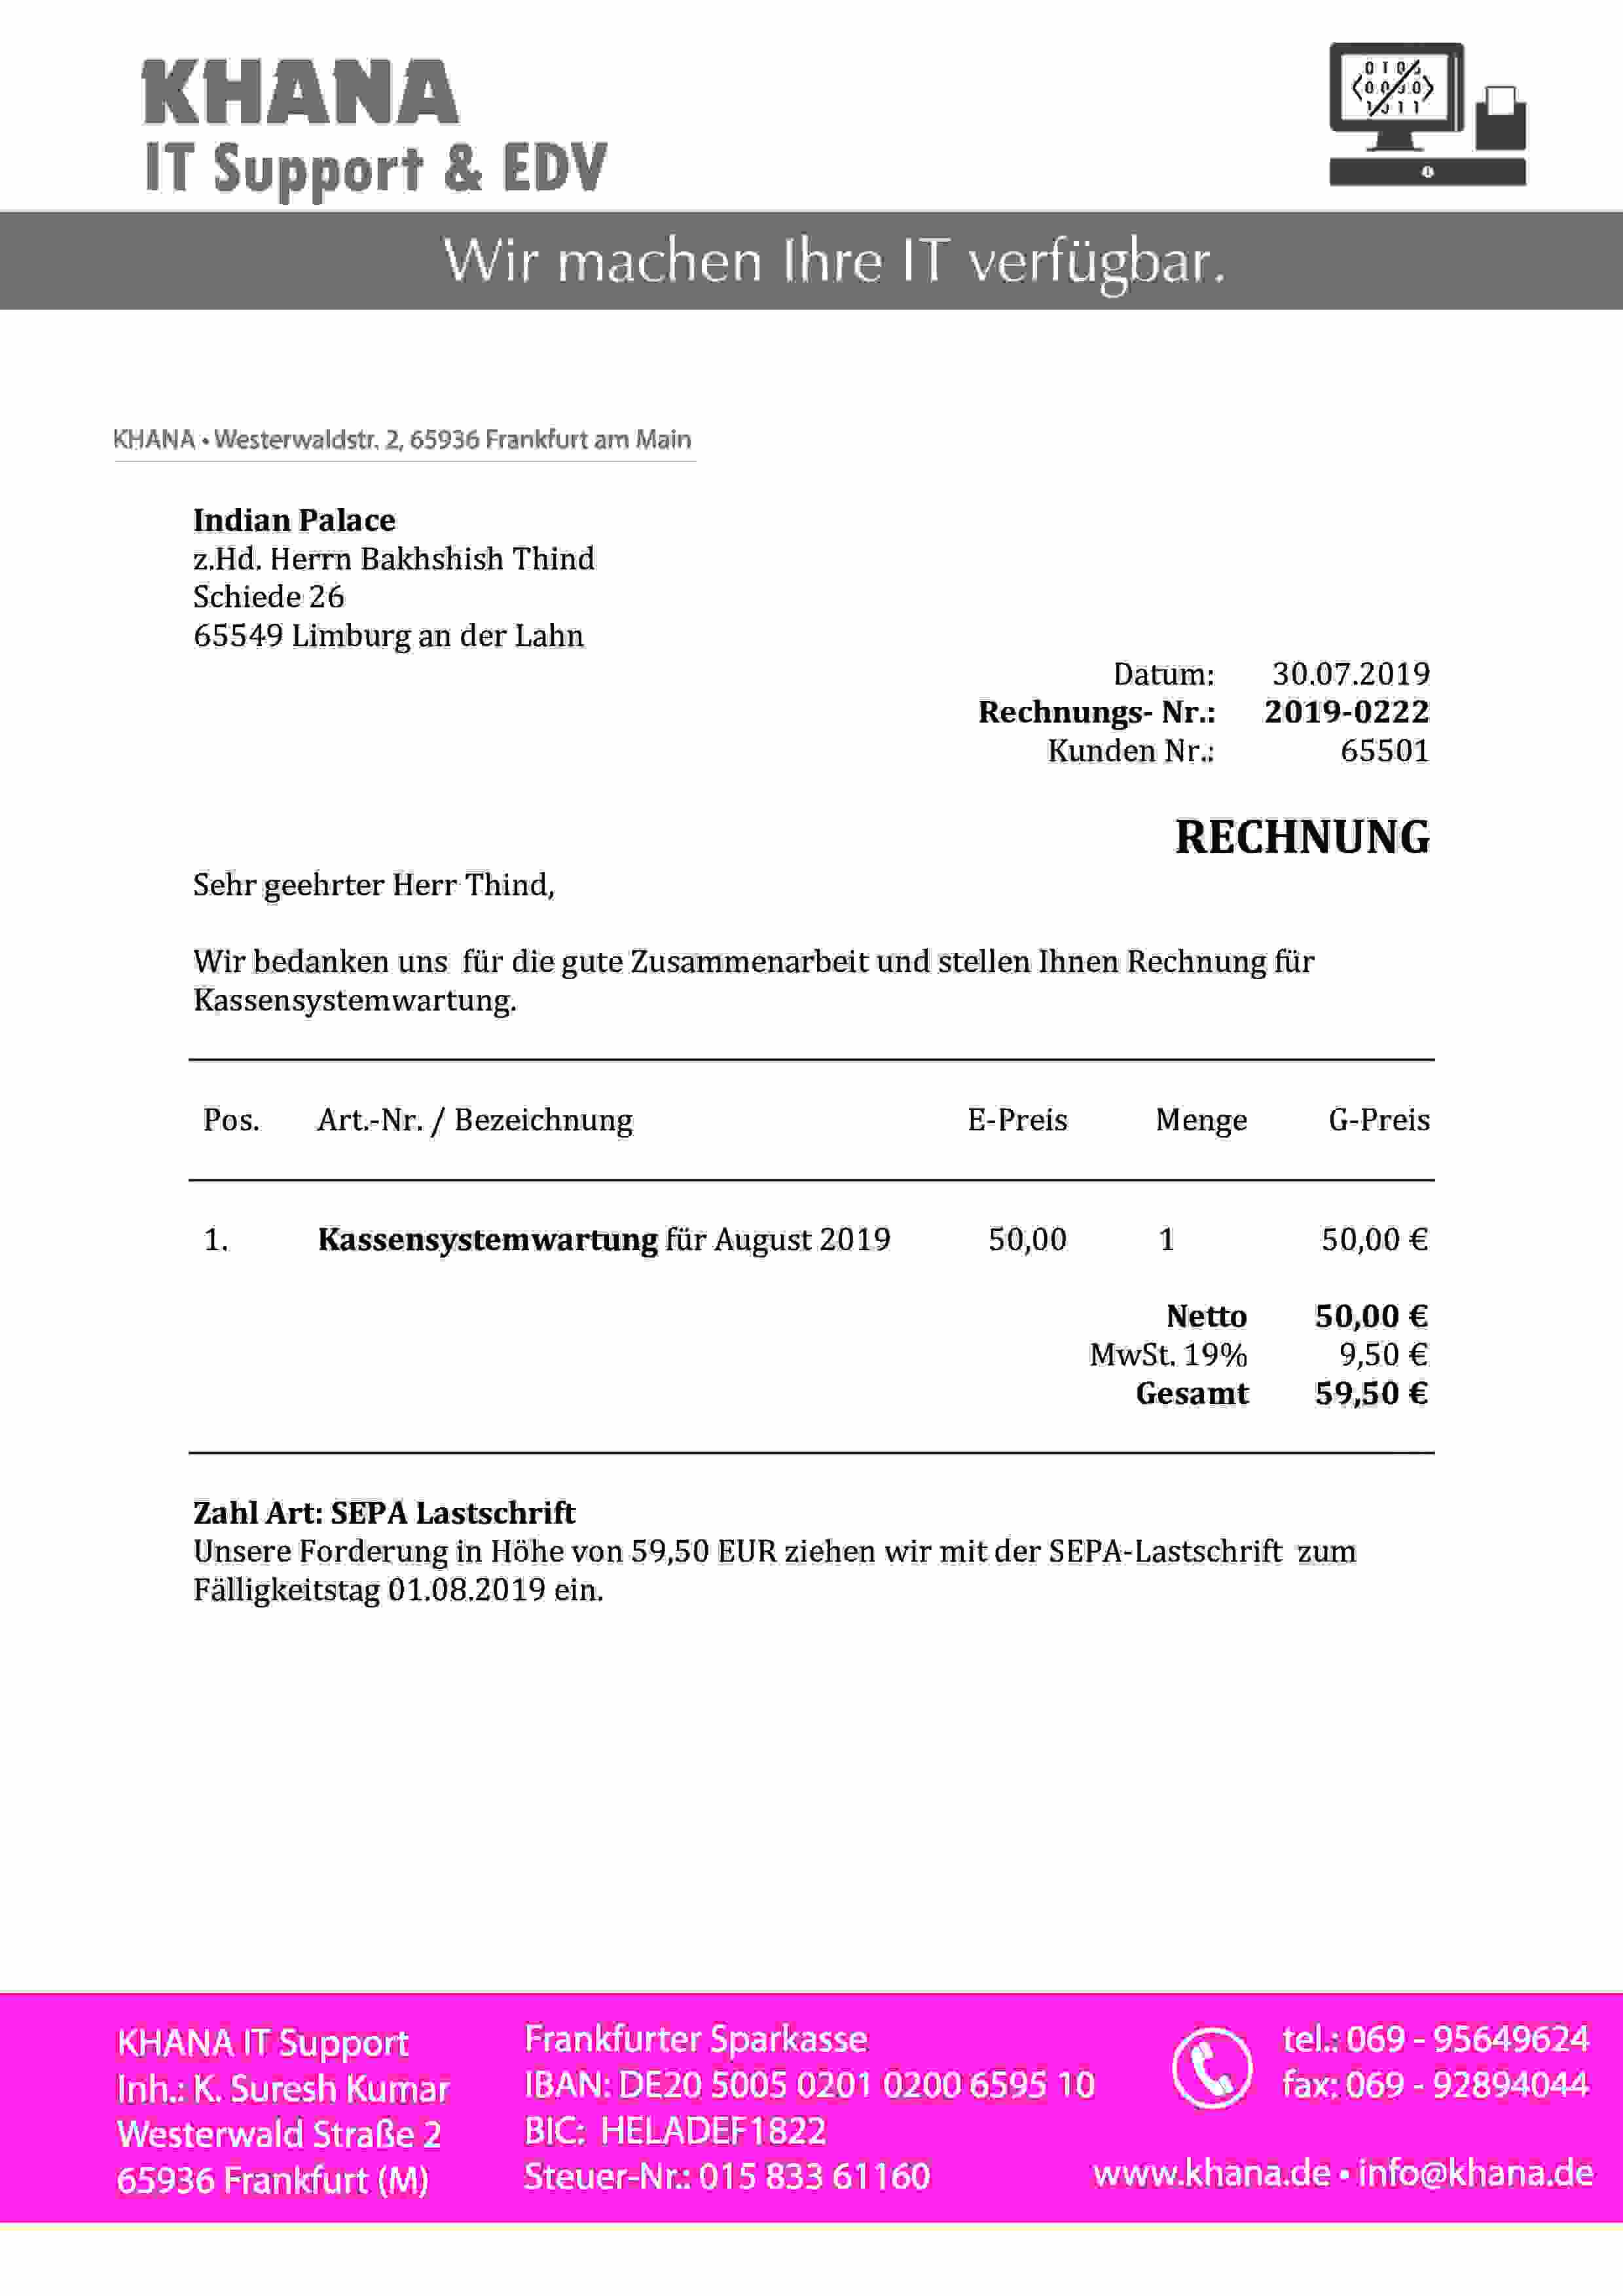 KHANA
IT Support & EDV
Wir machen Ihre IT verfügbar.
KHANA • Westerwaldstr. 2, 65936 Frankfurt am Main
Indian Palace
z.Hd. Herrn Bakhshish Thind
Schiede 26
65549 Limburg an der Lahn
Datum: 30.07.2019
Rechnungs- Nr.: 2019-0222
Kunden Nr.: 65501
RECHNUNG
Sehr geehrter Herr Thind,
Wir bedanken uns für die gute Zusammenarbeit und stellen Ihnen Rechnung für
Kassensystemwartung.
Pos. Art.-Nr. / Bezeichnung E-Preis Menge G-Preis
1. Kassensystemwartung für August 2019 50,00 1 50,00 €
Netto 50,00 €
MwSt. 19% 9,50 €
Gesamt 59,50 €
Zahl Art: SEPA Lastschrift
Unsere Forderung in Höhe von 59,50 EUR ziehen wir mit der SEPA-Lastschrift zum
Fälligkeitstag 01.08.2019 ein.
KHANA IT Support
Inh.: K. Suresh Kumar
Westerwald Straße 2
65936 Frankfurt (M)
Frankfurter Sparkasse
IBAN: DE20 5005 0201 0200 6595 10
BIC: HELADEF1822
Steuer-Nr.: 015 833 61160
tel.: 069 - 95649624
fax: 069 - 92894044
www.khana.de • info@khana.de